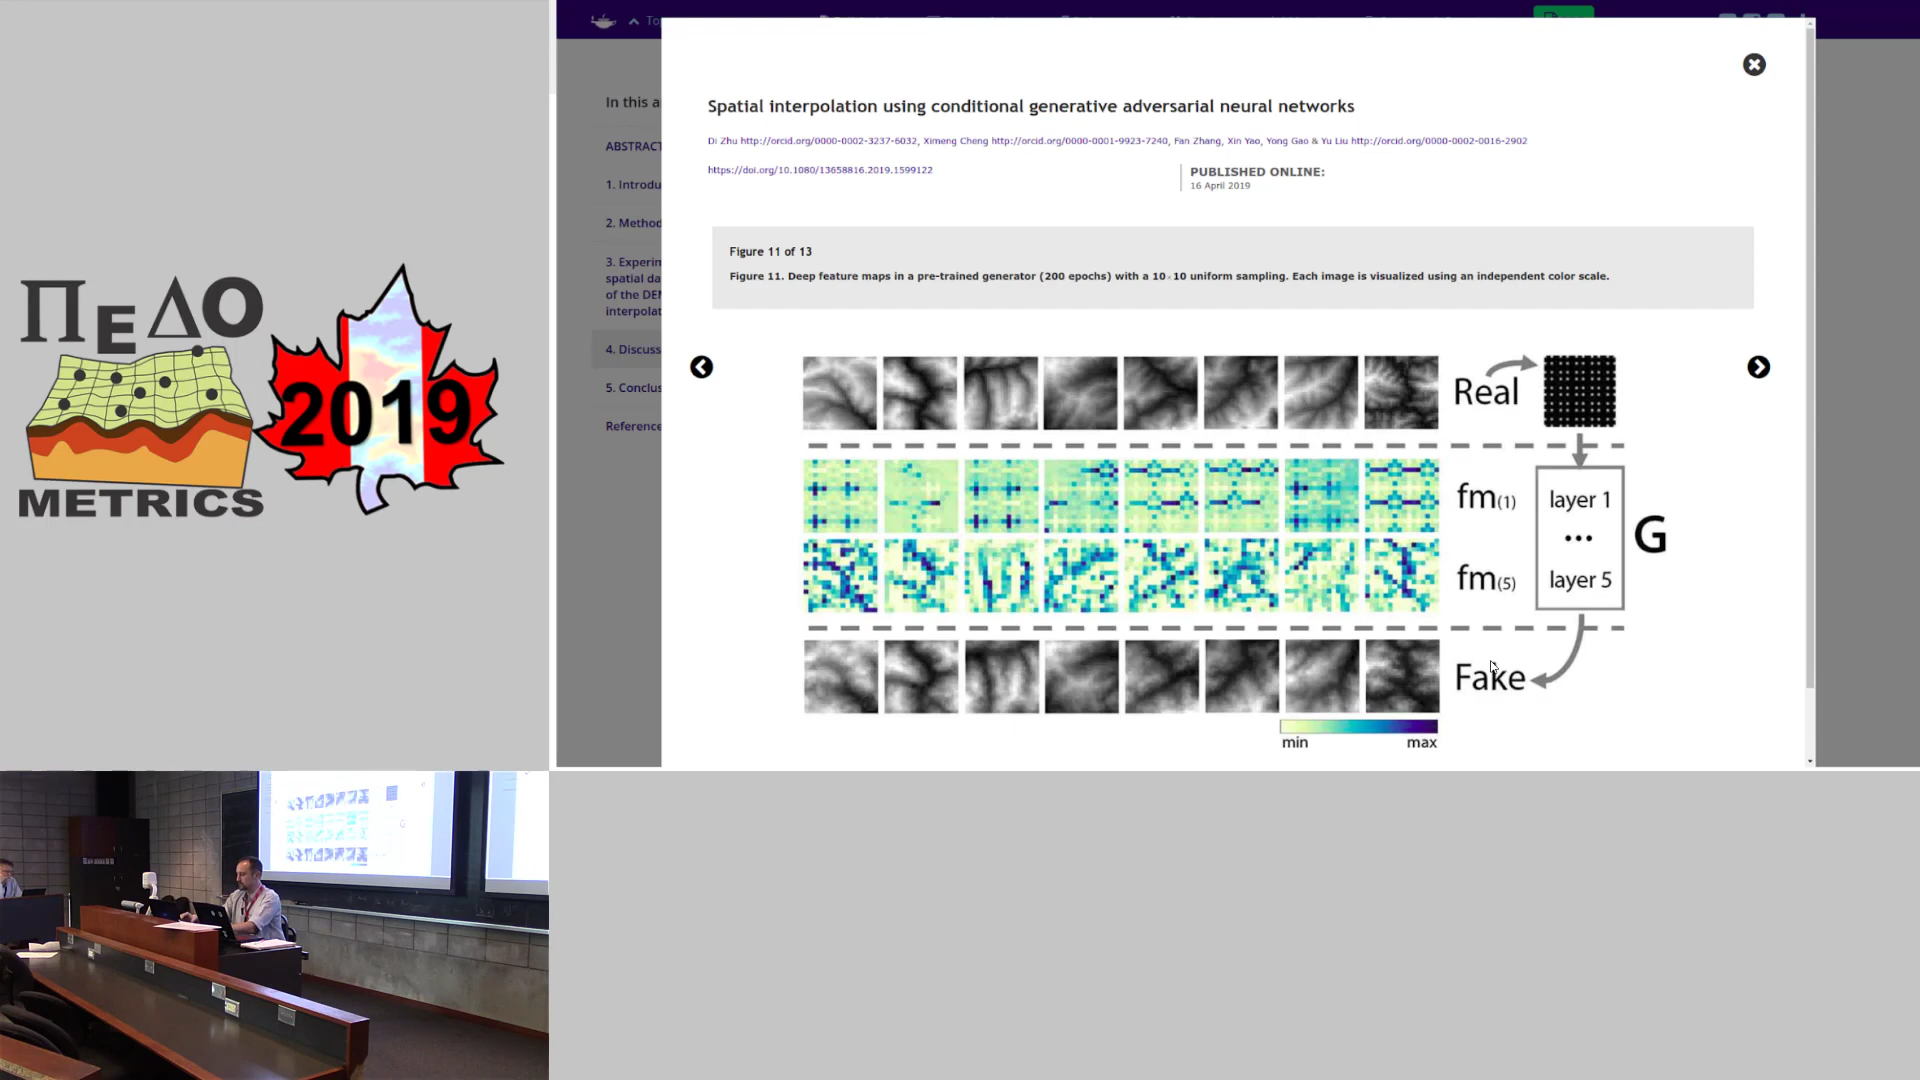 ΠΕΔΟ
METRICS
2019
In this a
ABSTRACT
1. Introdu
2. Method
3. Experim
spatial da
of the DEM
interpolat
4. Discuss
5. Conclus
Reference
Spatial interpolation using conditional generative adversarial neural networks
Di Zhu http://orcid.org/0000-0002-3237-6032, Ximeng Cheng http://orcid.org/0000-0001-9923-7240, Fan Zhang, Xin Yao, Yong Gao & Yu Liu http://orcid.org/0000-0002-0016-2902
https://doi.org/10.1080/13658816.2019.1599122
PUBLISHED ONLINE:
16 April 2019
Figure 11 of 13
Figure 11. Deep feature maps in a pre-trained generator (200 epochs) with a 10×10 uniform sampling. Each image is visualized using an independent color scale.
Real
fm(1)
layer 1
...
G
fm(5)
layer 5
Fake
min
max